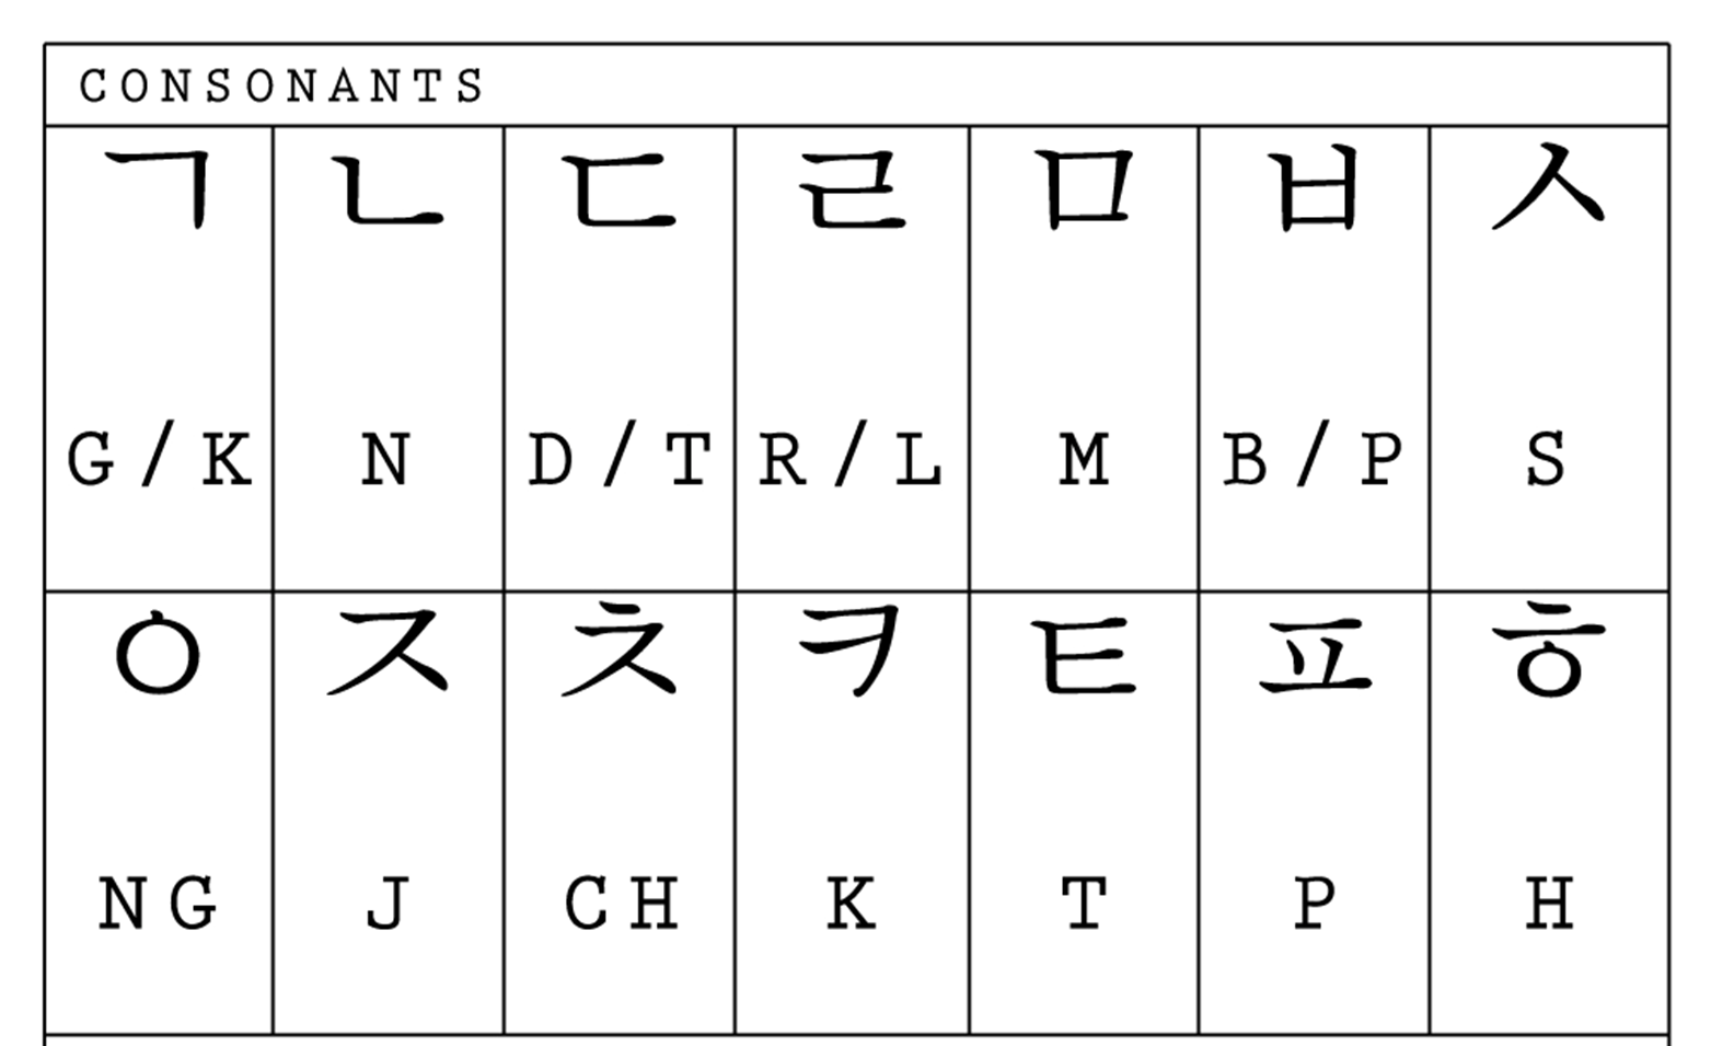 CONSONANTS
ㄱ ㄴ ㄷ ㄹ ㅁ ㅂ ㅅ
G/K N D/T R/L M B/P S
ㅇ ㅈ ㅊ ㅋ ㅌ ㅍ ㅎ
NG J CH K T P H